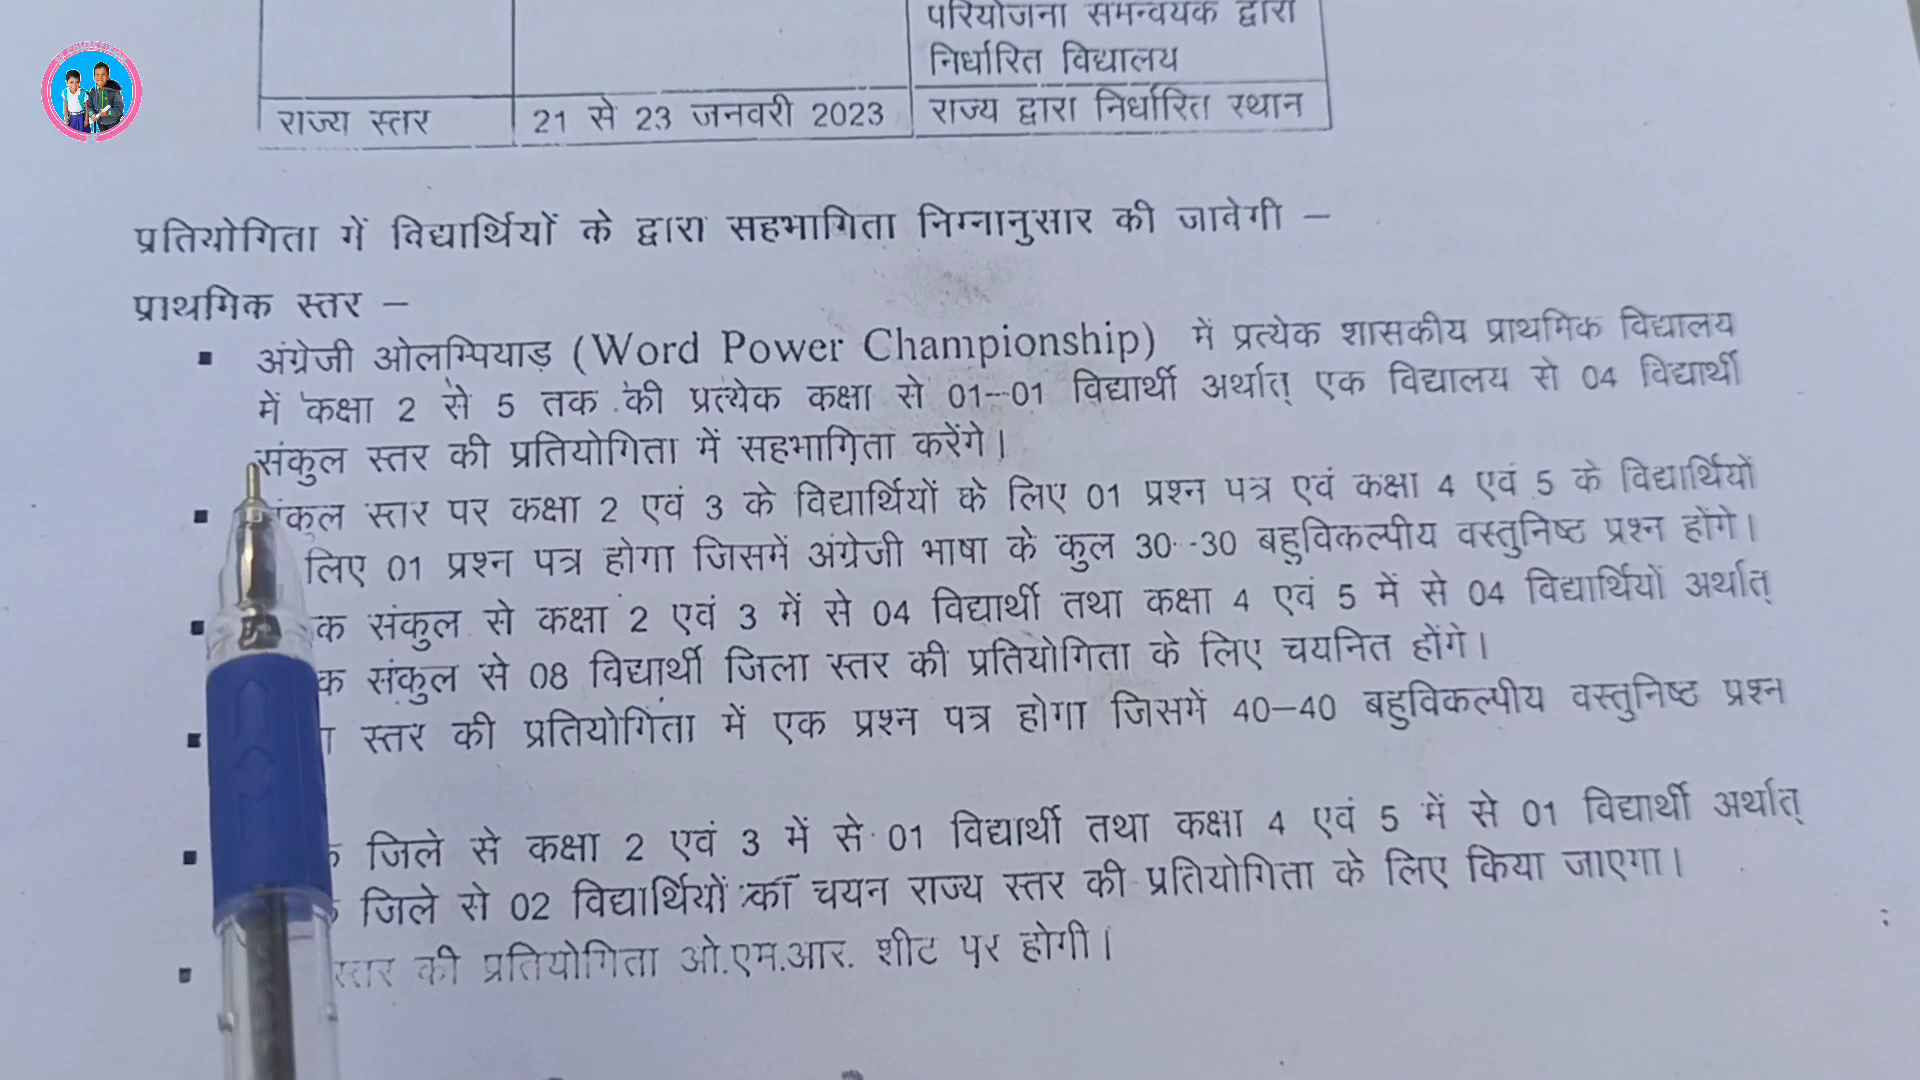 परियोजना समन्वयक द्वारा
निर्धारित विद्यालय
राज्य स्तर 21 से 23 जनवरी 2023 राज्य द्वारा निर्धारित स्थान
प्रतियोगिता में विद्यार्थियों के द्वारा सहभागिता निम्नानुसार की जावेगी –
प्राथमिक स्तर –
▪ अंग्रेजी ओलम्पियाड़ (Word Power Championship) में प्रत्येक शासकीय प्राथमिक विद्यालय
में कक्षा 2 से 5 तक की प्रत्येक कक्षा से 01–01 विद्यार्थी अर्थात् एक विद्यालय से 04 विद्यार्थी
संकुल स्तर की प्रतियोगिता में सहभागिता करेंगे।
▪ संकुल स्तर पर कक्षा 2 एवं 3 के विद्यार्थियों के लिए 01 प्रश्न पत्र एवं कक्षा 4 एवं 5 के विद्यार्थियों
लिए 01 प्रश्न पत्र होगा जिसमें अंग्रेजी भाषा के कुल 30-30 बहुविकल्पीय वस्तुनिष्ठ प्रश्न होंगे।
▪ संकुल से कक्षा 2 एवं 3 में से 04 विद्यार्थी तथा कक्षा 4 एवं 5 में से 04 विद्यार्थियों अर्थात्
संकुल से 08 विद्यार्थी जिला स्तर की प्रतियोगिता के लिए चयनित होंगे।
▪ स्तर की प्रतियोगिता में एक प्रश्न पत्र होगा जिसमें 40–40 बहुविकल्पीय वस्तुनिष्ठ प्रश्न
▪ जिले से कक्षा 2 एवं 3 में से 01 विद्यार्थी तथा कक्षा 4 एवं 5 में से 01 विद्यार्थी अर्थात्
जिले से 02 विद्यार्थियों का चयन राज्य स्तर की प्रतियोगिता के लिए किया जाएगा।
▪ स्तर की प्रतियोगिता ओ.एम.आर. शीट पर होगी।